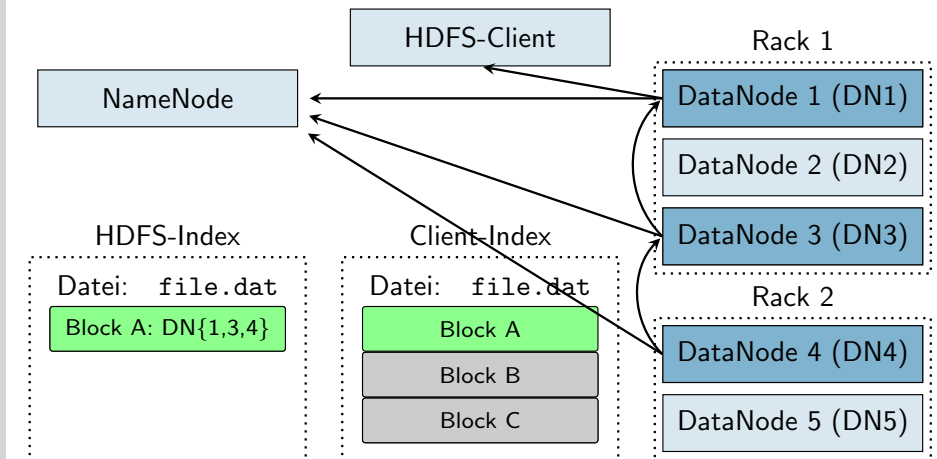 HDFS-Client
NameNode
Rack 1
DataNode 1 (DN1)
DataNode 2 (DN2)
DataNode 3 (DN3)
Rack 2
DataNode 4 (DN4)
DataNode 5 (DN5)
HDFS-Index
Datei: file.dat
Block A: DN{1,3,4}
Client-Index
Datei: file.dat
Block A
Block B
Block C